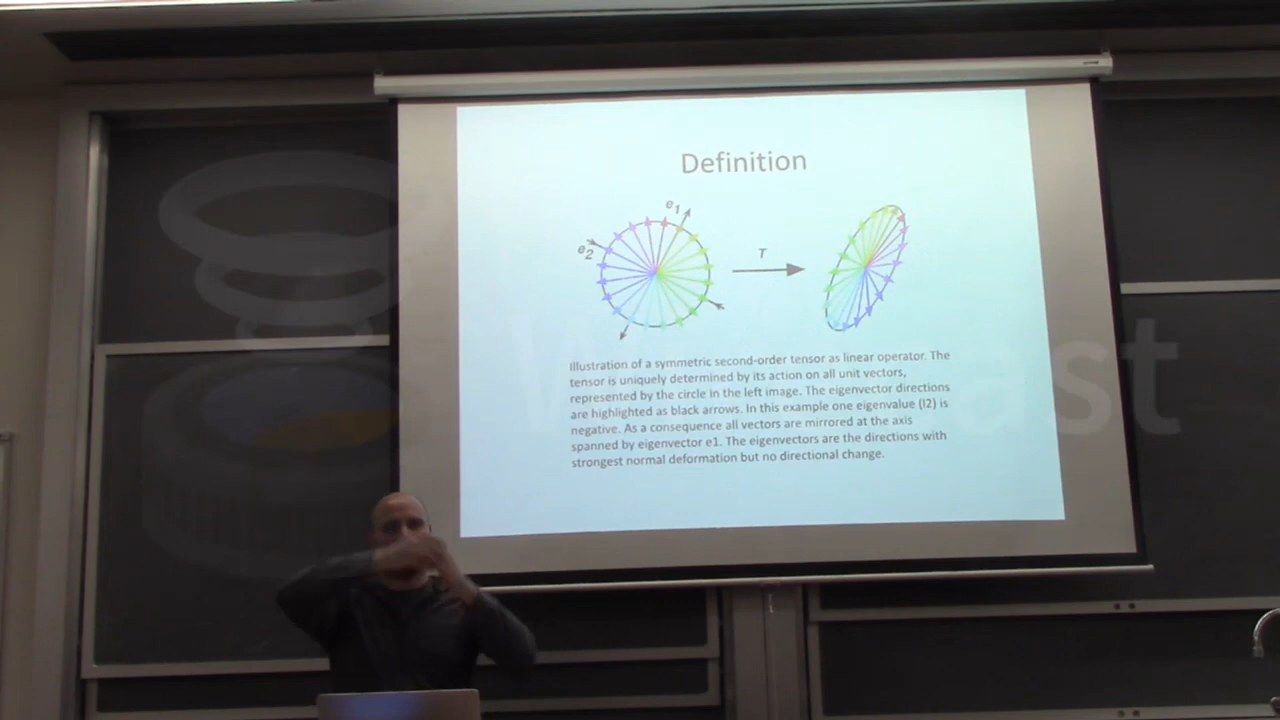 Definition
e1
e2
T
Illustration of a symmetric second-order tensor as linear operator. The
tensor is uniquely determined by its action on all unit vectors,
represented by the circle in the left image. The eigenvector directions
are highlighted as black arrows. In this example one eigenvalue (l2) is
negative. As a consequence all vectors are mirrored at the axis
spanned by eigenvector e1. The eigenvectors are the directions with
strongest normal deformation but no directional change.